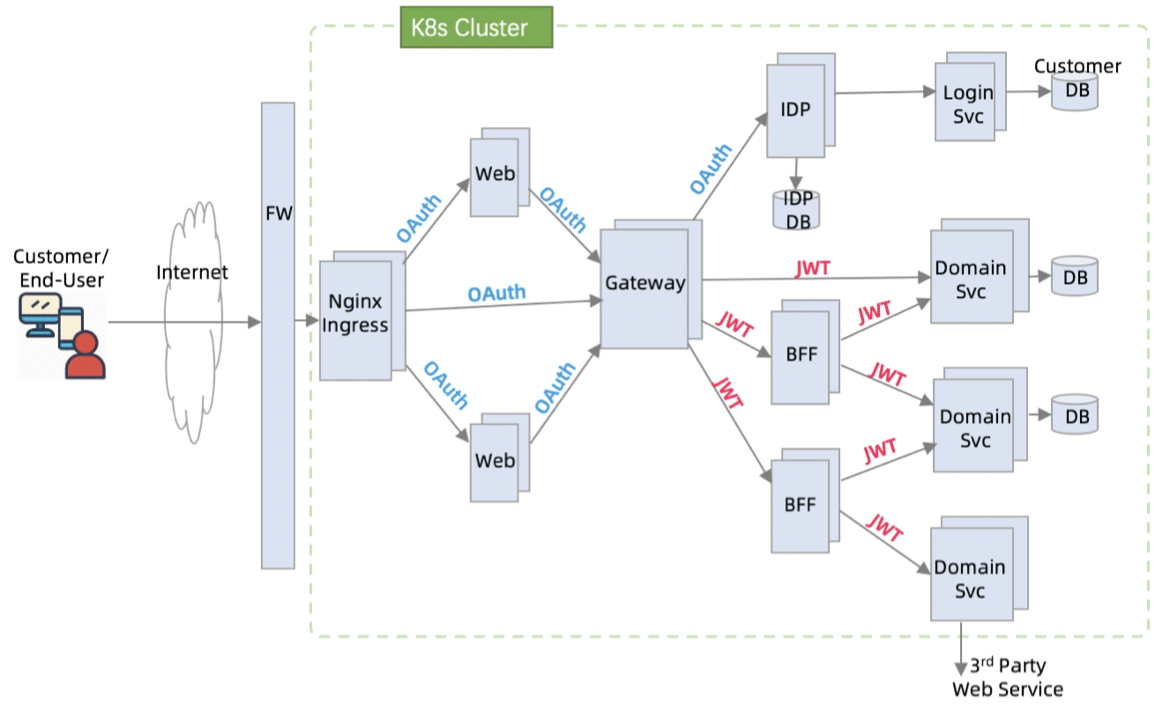 K8s Cluster
Customer/
End-User
Internet
FW
Nginx
Ingress
OAuth
OAuth
OAuth
Web
Web
OAuth
OAuth
Gateway
OAuth
IDP
IDP
DB
Login
Svc
Customer
DB
JWT
JWT
JWT
BFF
BFF
JWT
JWT
JWT
JWT
Domain
Svc
DB
Domain
Svc
DB
Domain
Svc
3rd Party
Web Service